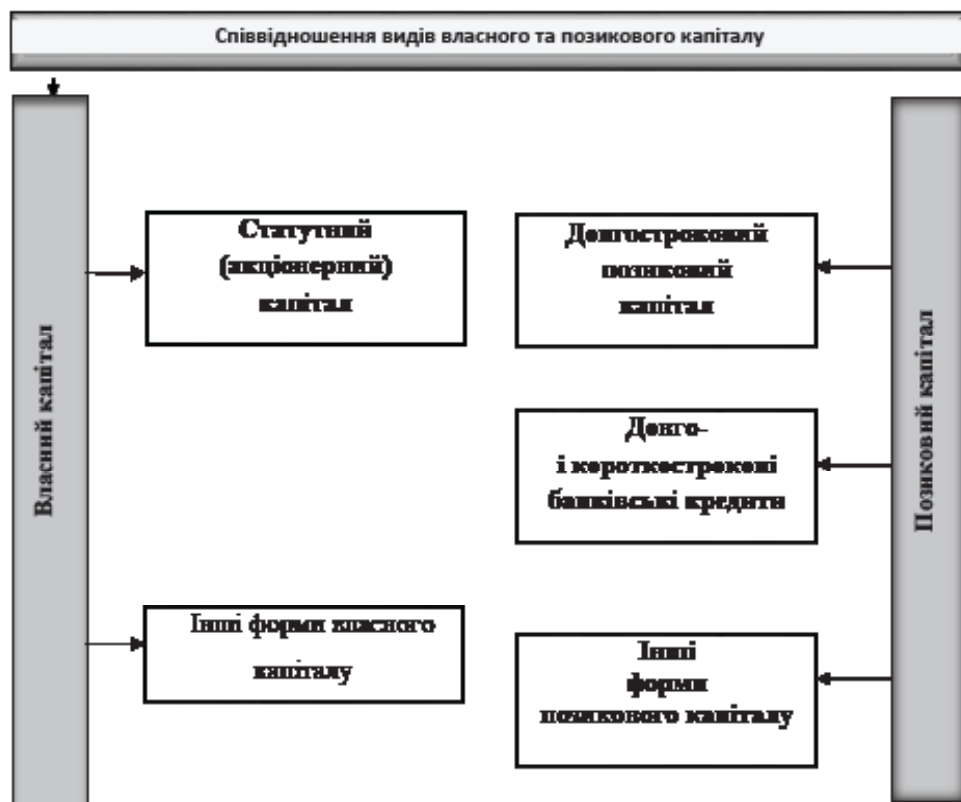 Співвідношення видів власного та позикового капіталу
Власний капітал
Статутний
(акціонерний)
капітал
Інші форми власного
капіталу
Довгостроковий
позиковий
капітал
Довго-
і короткострокові
банківські кредити
Інші
форми
позикового капіталу
Позиковий капітал